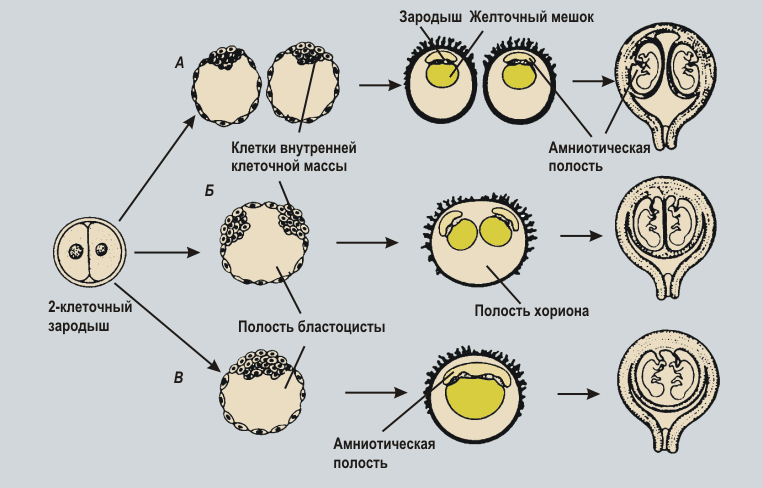 Зародыш Желточный мешок
А
Клетки внутренней
клеточной массы
Амниотическая
полость
Б
2-клеточный
зародыш
Полость хориона
Полость бластоцисты
В
Амниотическая
полость